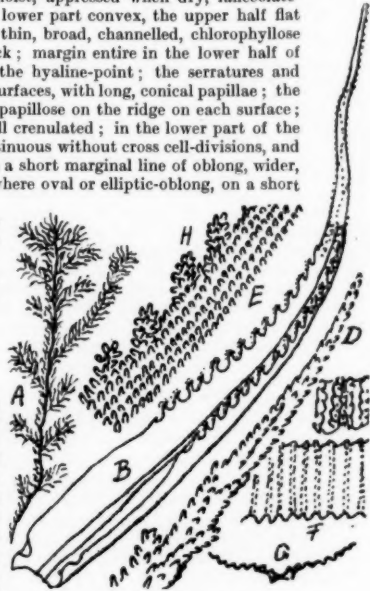 lower part convex, the upper half flat
thin, broad, channelled, chlorophyllose
k ; margin entire in the lower half of
the hyaline-point ; the serratures and
urfaces, with long, conical papillae ; the
papillose on the ridge on each surface ;
ll crenulated ; in the lower part of the
tinuous without cross cell-divisions, and
a short marginal line of oblong, wider,
where oval or elliptic-oblong, on a short
H
E
A
D
B
F
C